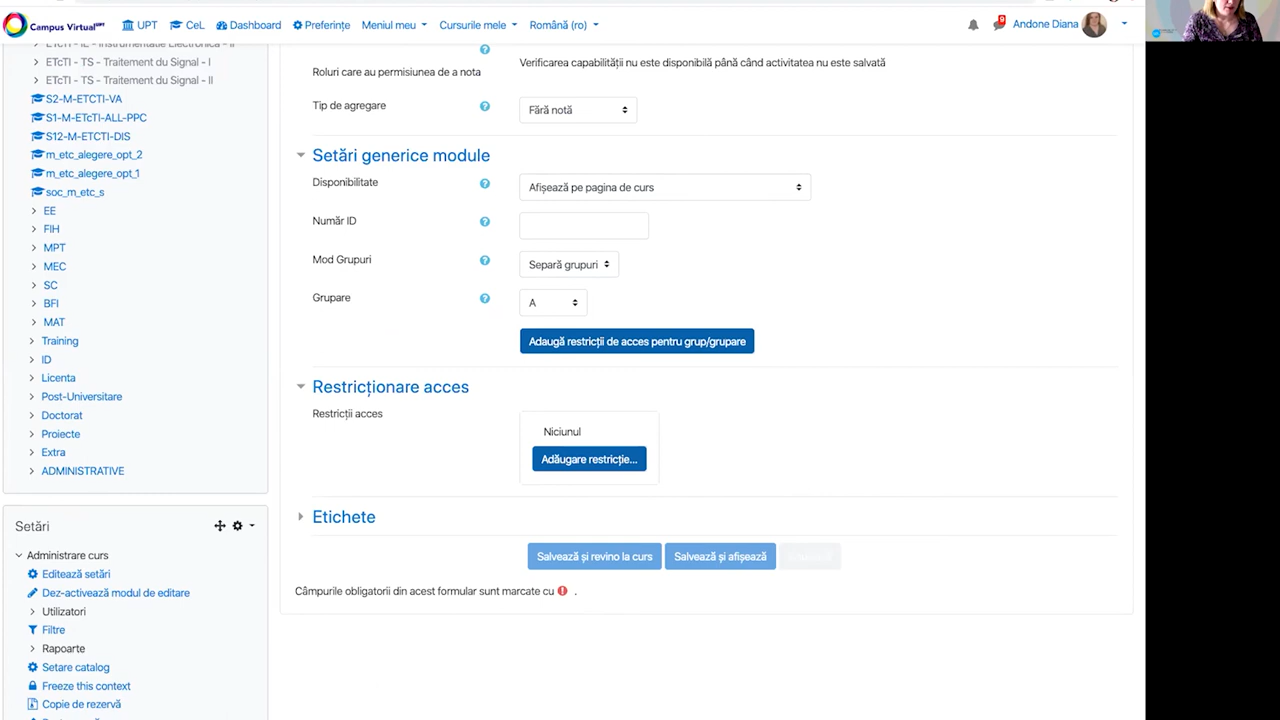 Campus Virtual UPT
UPT
CeL
Dashboard
Preferințe
Meniul meu
Cursurile mele
Română (ro)
9
Andone Diana
ETcTI - IE - Instrumentatie Electronica - II
ETcTI - TS - Traitement du Signal - I
ETcTI - TS - Traitement du Signal - II
S2-M-ETCTI-VA
S1-M-ETcTI-ALL-PPC
S12-M-ETCTI-DIS
m_etc_alegere_opt_2
m_etc_alegere_opt_1
soc_m_etc_s
EE
FIH
MPT
MEC
SC
BFI
MAT
Training
ID
Licenta
Post-Universitare
Doctorat
Proiecte
Extra
ADMINISTRATIVE
Setări
Administrare curs
Editează setări
Dez-activează modul de editare
Utilizatori
Filtre
Rapoarte
Setare catalog
Freeze this context
Copie de rezervă
Roluri care au permisiunea de a nota
Verificarea capabilității nu este disponibilă până când activitatea nu este salvată
Tip de agregare
Fără notă
Setări generice module
Disponibilitate
Afișează pe pagina de curs
Număr ID
Mod Grupuri
Separă grupuri
Grupare
A
Adaugă restricții de acces pentru grup/grupare
Restricționare acces
Restricții acces
Niciunul
Adăugare restricție...
Etichete
Salvează și revino la curs
Salvează și afișează
Câmpurile obligatorii din acest formular sunt marcate cu .